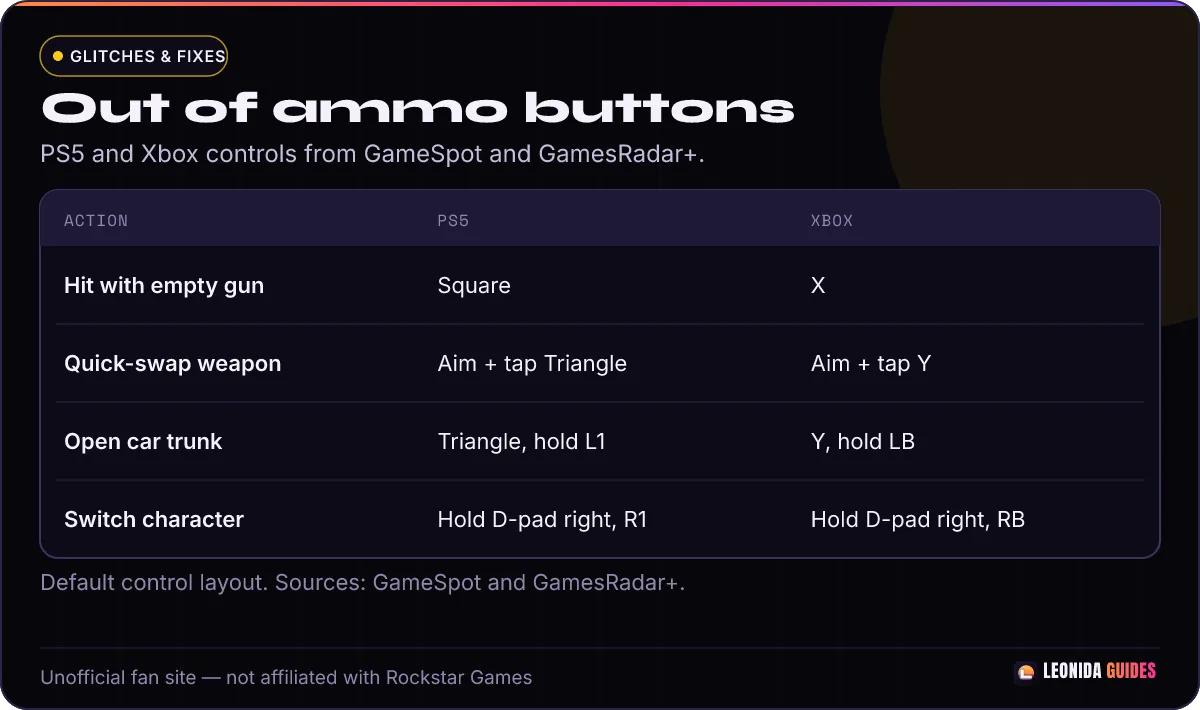 GLITCHES & FIXES
Out of ammo buttons
PS5 and Xbox controls from GameSpot and GamesRadar+.
ACTION PS5 XBOX
Hit with empty gun Square X
Quick-swap weapon Aim + tap Triangle Aim + tap Y
Open car trunk Triangle, hold L1 Y, hold LB
Switch character Hold D-pad right, R1 Hold D-pad right, RB
Default control layout. Sources: GameSpot and GamesRadar+.
Unofficial fan site — not affiliated with Rockstar Games
LEONIDA GUIDES